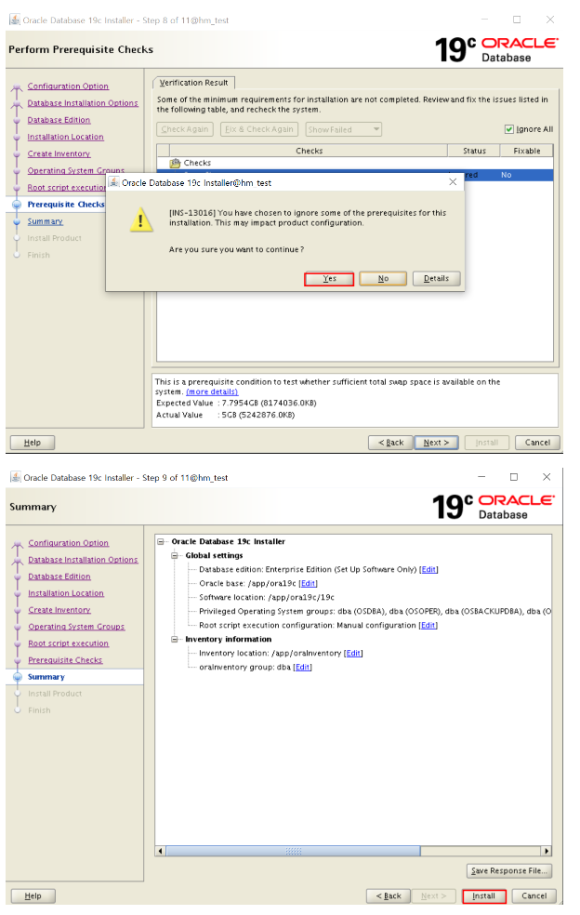 Oracle Database 19c Installer - Step 8 of 11@hm_test
Perform Prerequisite Checks
19c ORACLE
Database
Configuration Option
Database Installation Options
Database Edition
Installation Location
Create Inventory
Operating System Groups
Root script execution
Prerequisite Checks
Summary
Install Product
Finish
Verification Result
Some of the minimum requirements for installation are not completed. Review and fix the issues listed in
the following table, and recheck the system.
Check Again
Fix & Check Again
Show Failed
Ignore All
Checks
Status
Fixable
Checks
No
Oracle Database 19c Installer@hm_test
[INS-13016] You have chosen to ignore some of the prerequisites for this
installation. This may impact product configuration.
Are you sure you want to continue?
Yes
No
Details
This is a prerequisite condition to test whether sufficient total swap space is available on the
system. (more details)
Expected Value : 7.7954GB (8174036.0KB)
Actual Value : 5GB (5242876.0KB)
Help
< Back
Next >
Install
Cancel
Oracle Database 19c Installer - Step 9 of 11@hm_test
Summary
19c ORACLE
Database
Configuration Option
Database Installation Options
Database Edition
Installation Location
Create Inventory
Operating System Groups
Root script execution
Prerequisite Checks
Summary
Install Product
Finish
Oracle Database 19c Installer
Global settings
Database edition: Enterprise Edition (Set Up Software Only) [Edit]
Oracle base: /app/ora19c [Edit]
Software location: /app/ora19c/19c
Privileged Operating System groups: dba (OSDBA), dba (OSOPER), dba (OSBACKUPDBA), dba (O
Root script execution configuration: Manual configuration [Edit]
Inventory information
Inventory location: /app/oraInventory [Edit]
oraInventory group: dba [Edit]
Save Response File...
Help
< Back
Next >
Install
Cancel